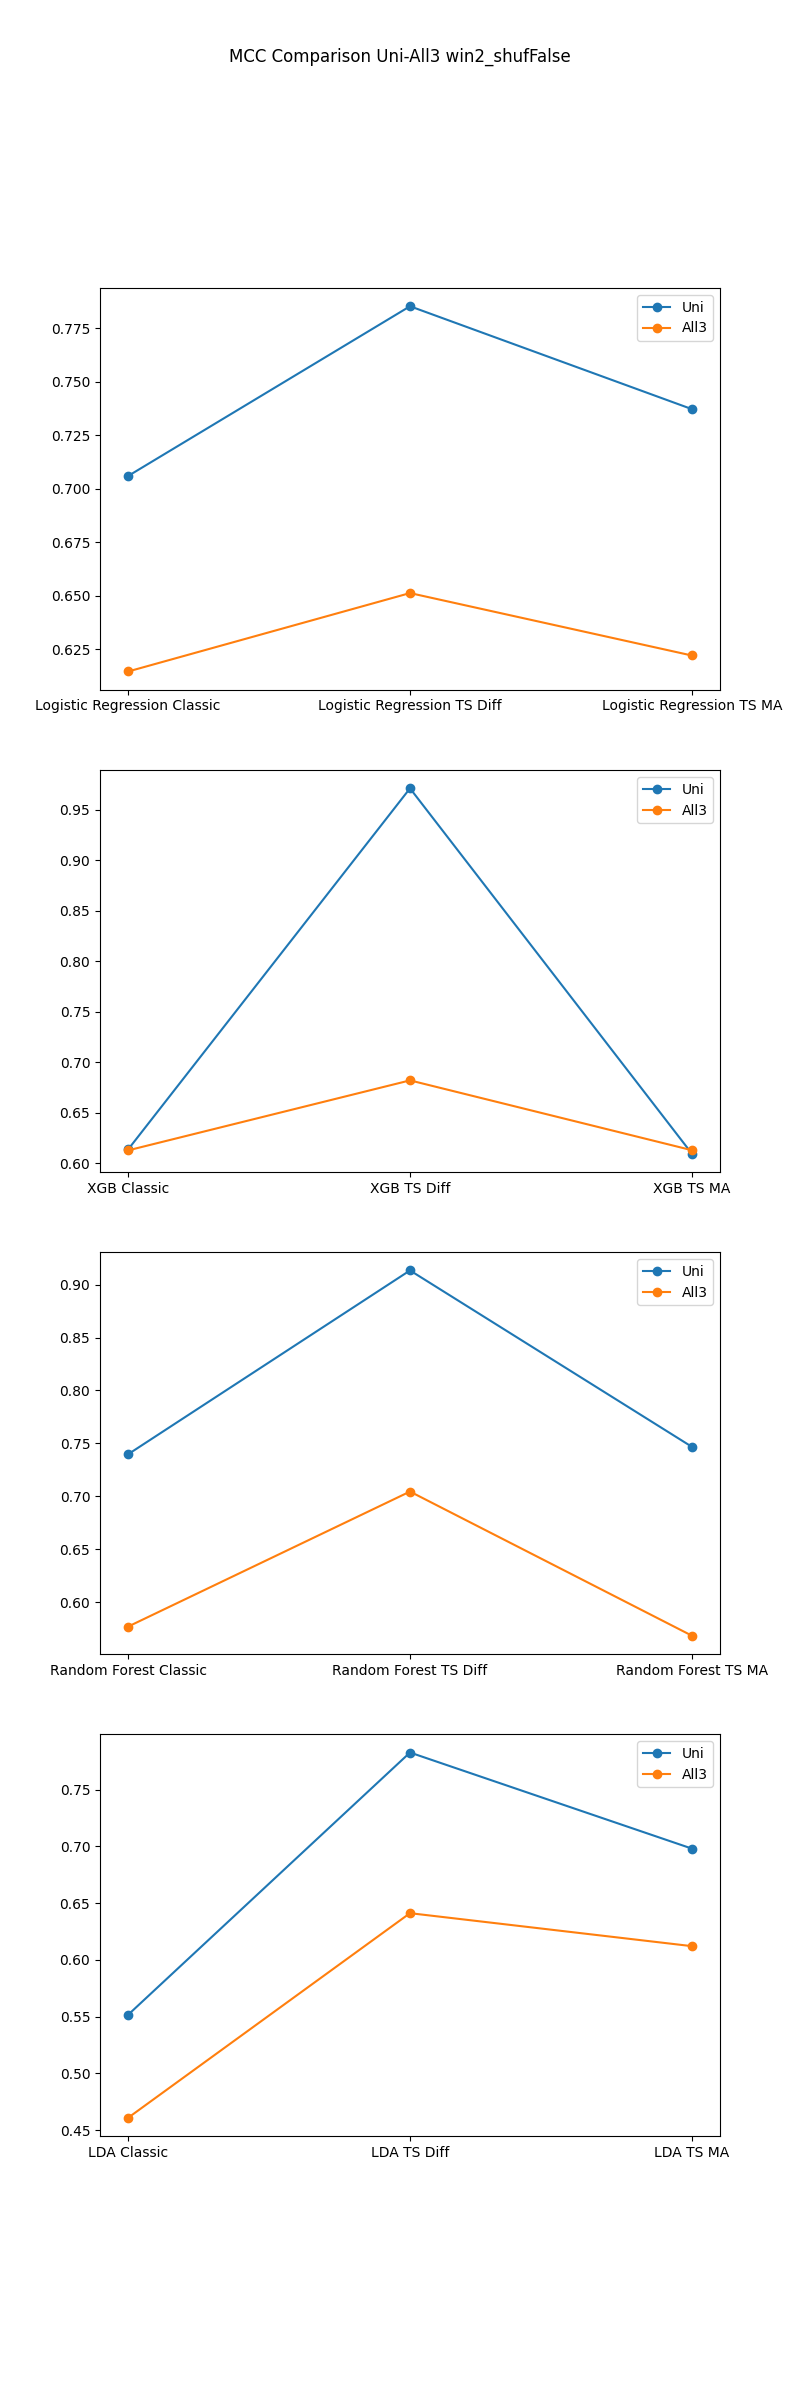 MCC Comparison Uni-All3 win2_shufFalse
Uni
All3
0.775
0.750
0.725
0.700
0.675
0.650
0.625
Logistic Regression Classic
Logistic Regression TS Diff
Logistic Regression TS MA
Uni
All3
0.95
0.90
0.85
0.80
0.75
0.70
0.65
0.60
XGB Classic
XGB TS Diff
XGB TS MA
Uni
All3
0.90
0.85
0.80
0.75
0.70
0.65
0.60
Random Forest Classic
Random Forest TS Diff
Random Forest TS MA
Uni
All3
0.75
0.70
0.65
0.60
0.55
0.50
0.45
LDA Classic
LDA TS Diff
LDA TS MA